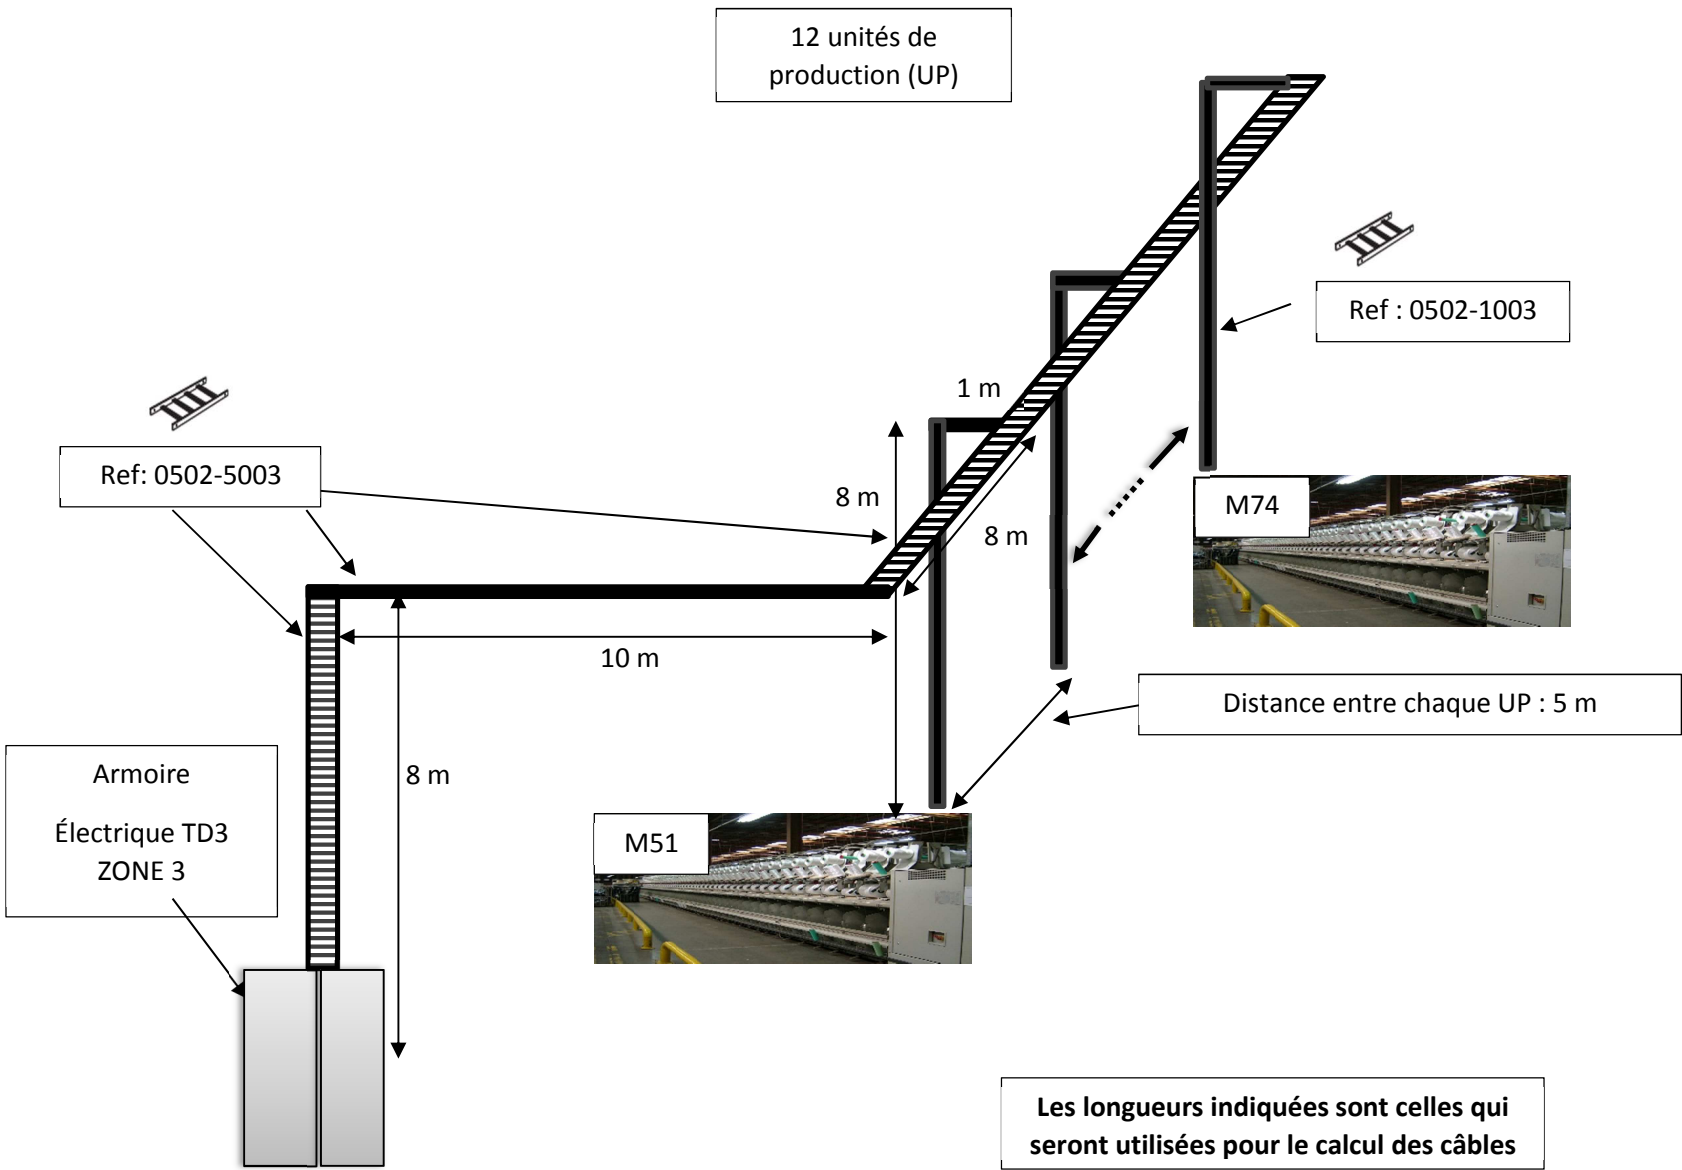 12 unités de
production (UP)
Ref : 0502-1003
1 m
Ref: 0502-5003
8 m
M74
8 m
10 m
Distance entre chaque UP : 5 m
Armoire
Électrique TD3
ZONE 3
8 m
M51
Les longueurs indiquées sont celles qui
seront utilisées pour le calcul des câbles